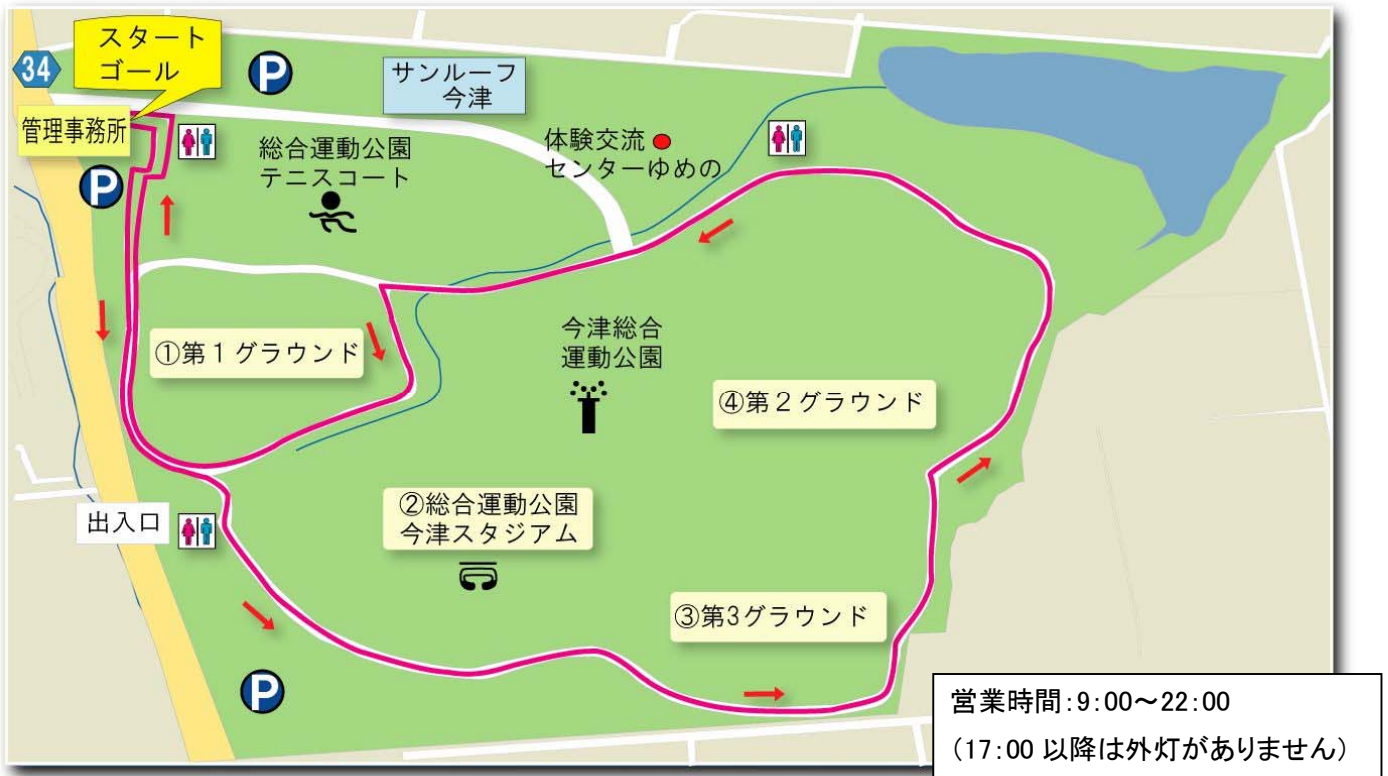 スタート
ゴール
34
P
管理事務所
サンルーフ
今津
総合運動公園
テニスコート
体験交流
センターゆめの
P
①第1グラウンド
今津総合
運動公園
④第2グラウンド
②総合運動公園
今津スタジアム
出入口
③第3グラウンド
P
営業時間:9:00~22:00
(17:00 以降は外灯がありません)